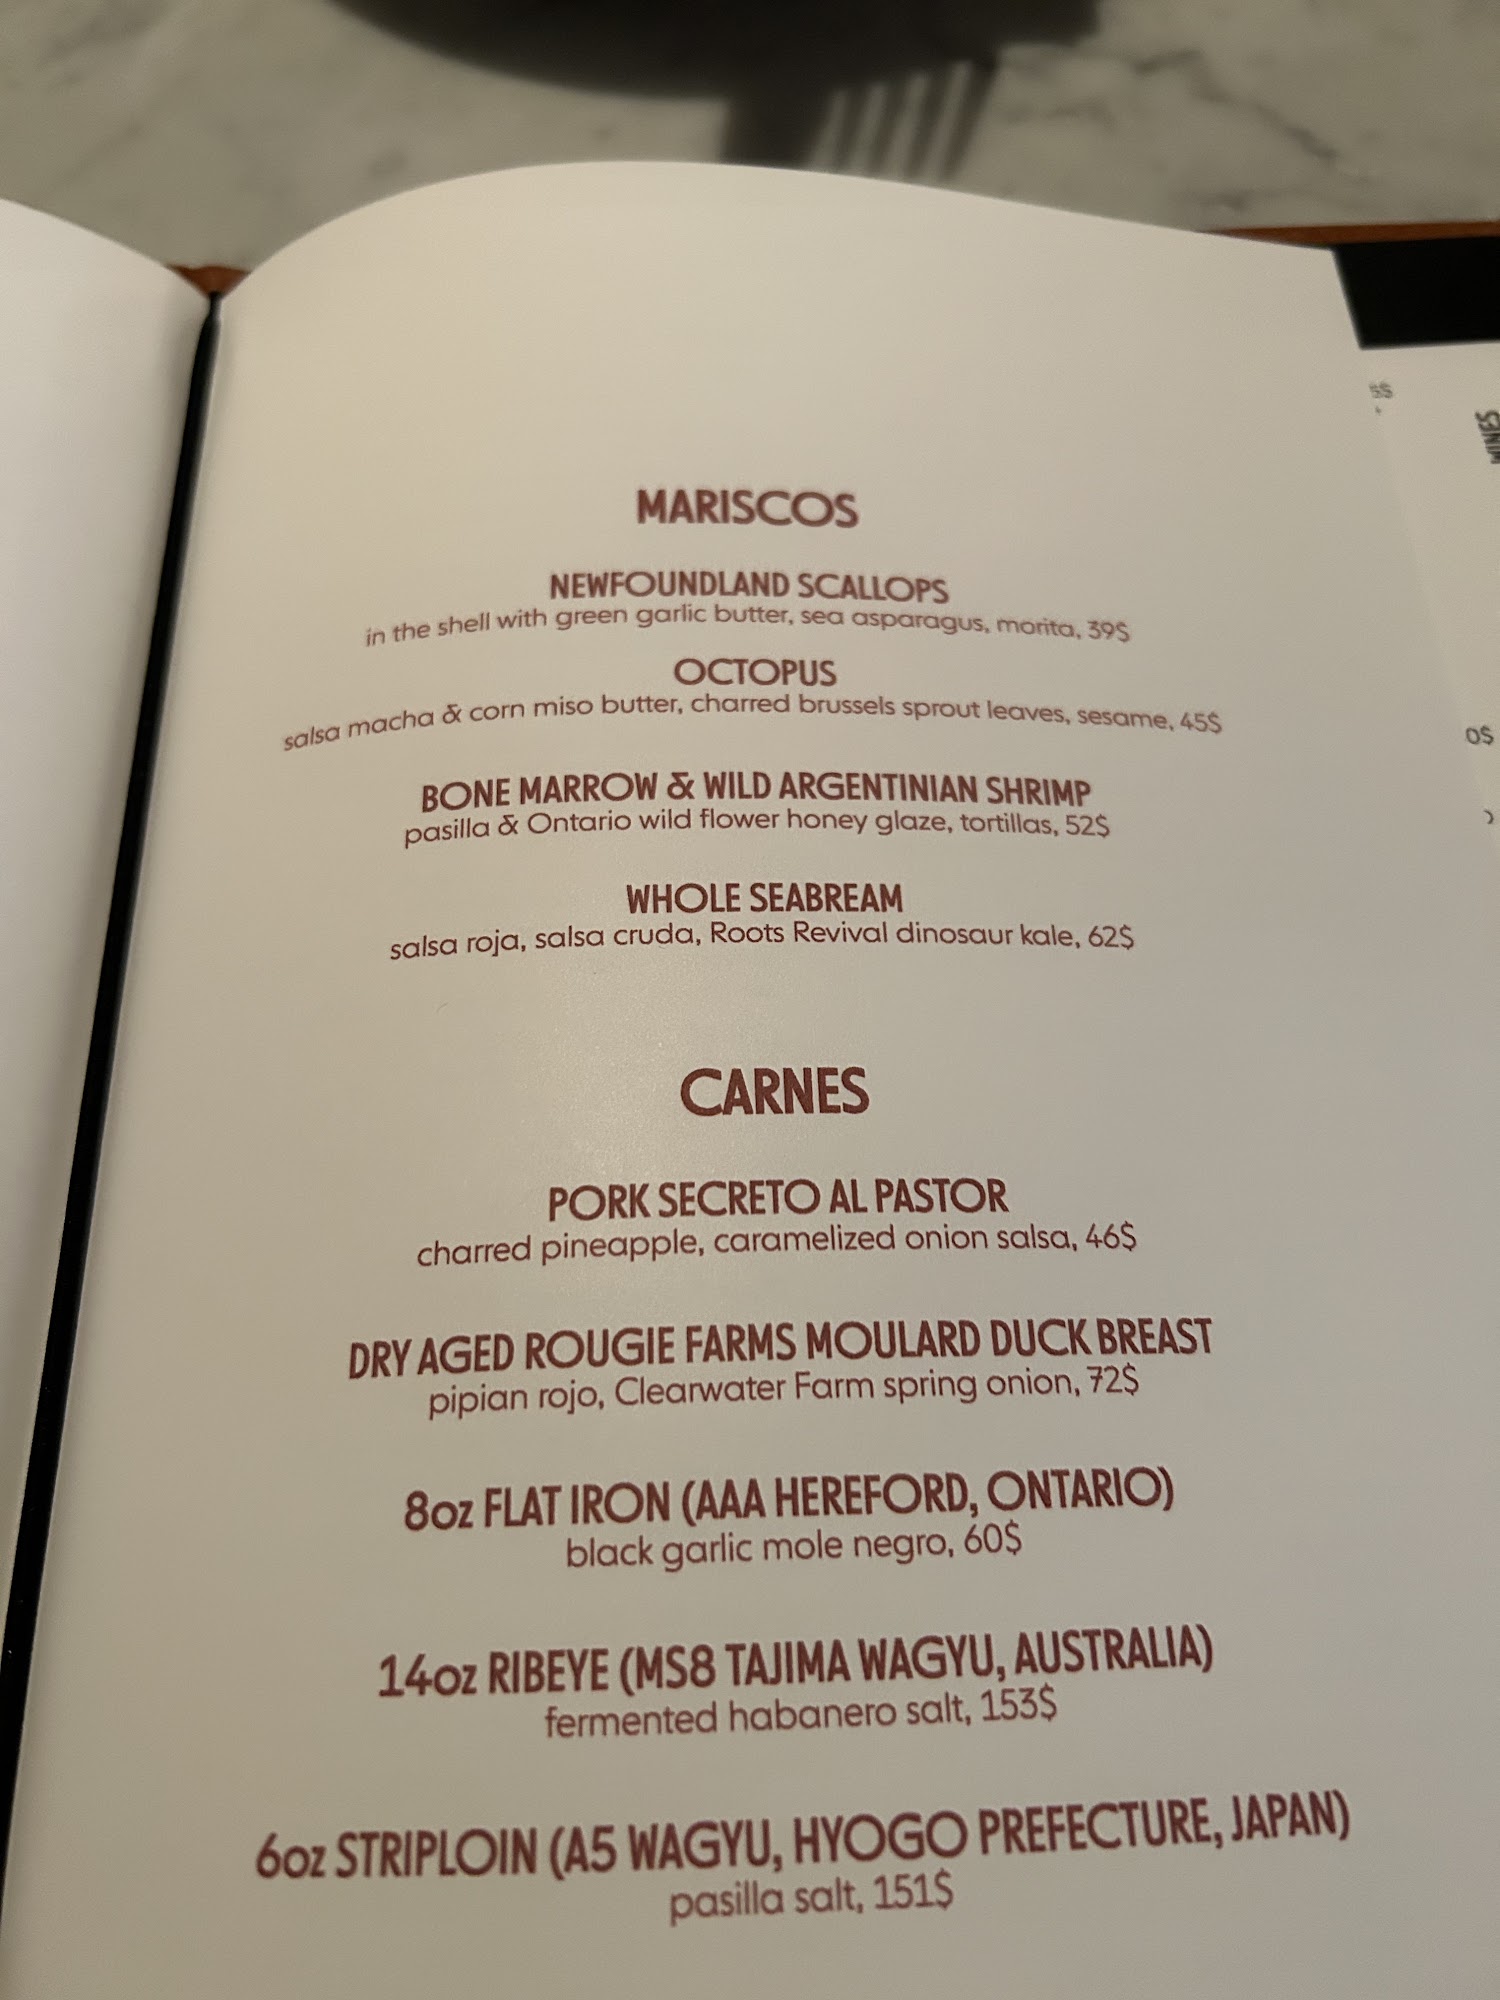 MARISCOS
NEWFOUNDLAND SCALLOPS
in the shell with green garlic butter, sea asparagus, morita, 39$
OCTOPUS
salsa macha & corn miso butter, charred brussels sprout leaves, sesame, 45$
BONE MARROW & WILD ARGENTINIAN SHRIMP
pasilla & Ontario wild flower honey glaze, tortillas, 52$
WHOLE SEABREAM
salsa roja, salsa cruda, Roots Revival dinosaur kale, 62$
CARNES
PORK SECRETO AL PASTOR
charred pineapple, caramelized onion salsa, 46$
DRY AGED ROUGIE FARMS MOULARD DUCK BREAST
pipian rojo, Clearwater Farm spring onion, 72$
8oz FLAT IRON (AAA HEREFORD, ONTARIO)
black garlic mole negro, 60$
14oz RIBEYE (MS8 TAJIMA WAGYU, AUSTRALIA)
fermented habanero salt, 153$
6oz STRIPLOIN (A5 WAGYU, HYOGO PREFECTURE, JAPAN)
pasilla salt, 151$
0$